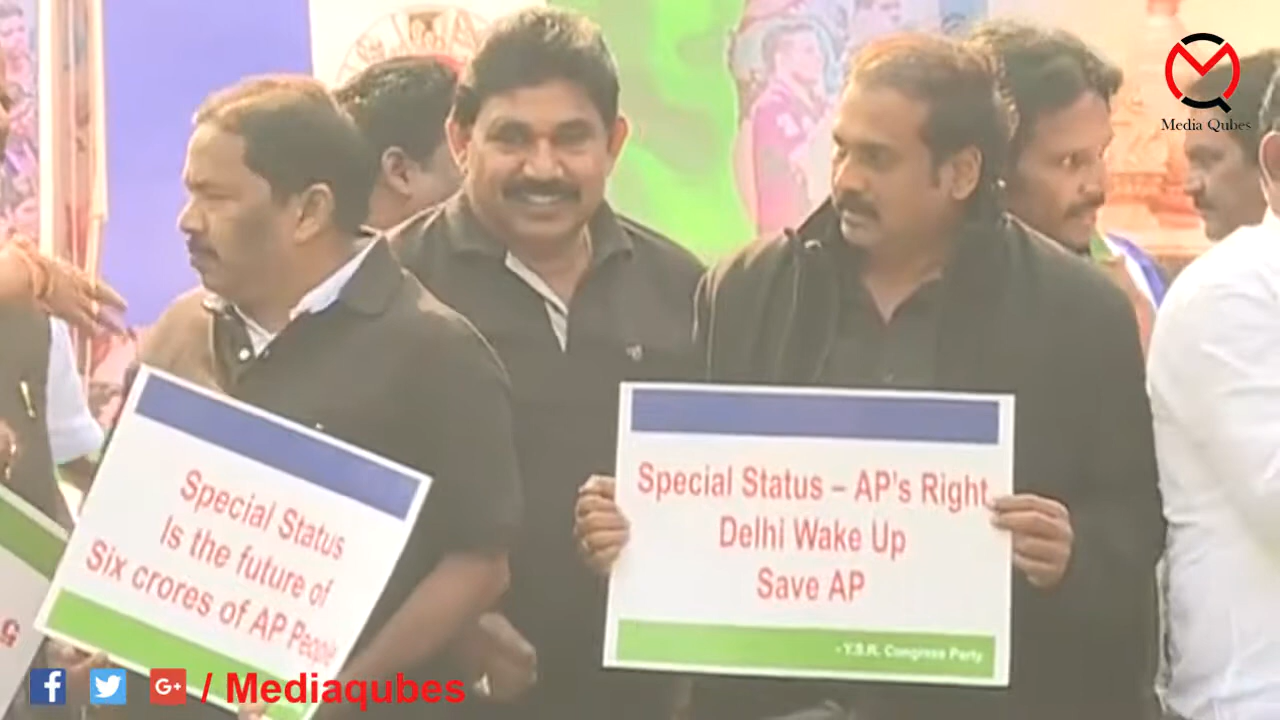 Media Qubes
Special Status
Is the future of
Six crores of AP People
Special Status – AP's Right
Delhi Wake Up
Save AP
- Y.S.R. Congress Party
5
f G+ / Mediaqubes